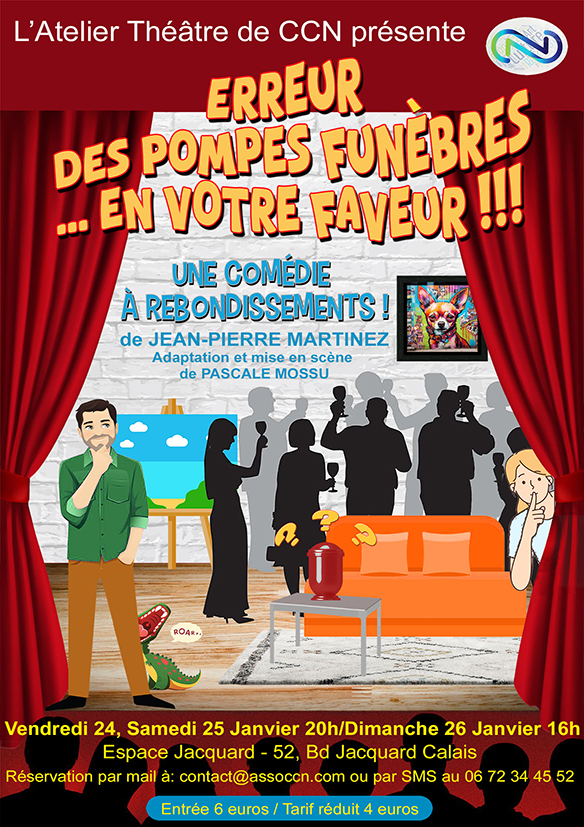 L'Atelier Théâtre de CCN présente
ERREUR
DES POMPES FUNÈBRES
... EN VOTRE FAVEUR !!!
UNE COMÉDIE
À REBONDISSEMENTS !
de JEAN-PIERRE MARTINEZ
Adaptation et mise en scène
de PASCALE MOSSU
? ? ?
ROAR...
Vendredi 24, Samedi 25 Janvier 20h/Dimanche 26 Janvier 16h
Espace Jacquard - 52, Bd Jacquard Calais
Réservation par mail à: contact@assoccn.com ou par SMS au 06 72 34 45 52
Entrée 6 euros / Tarif réduit 4 euros